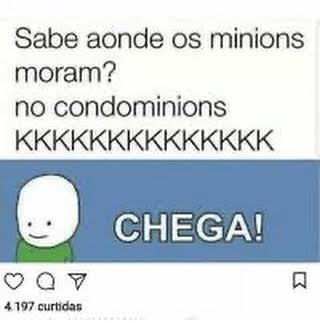 Sabe aonde os minions
moram?
no condominions
KKKKKKKKKKKKKK
CHEGA!
4.197 curtidas